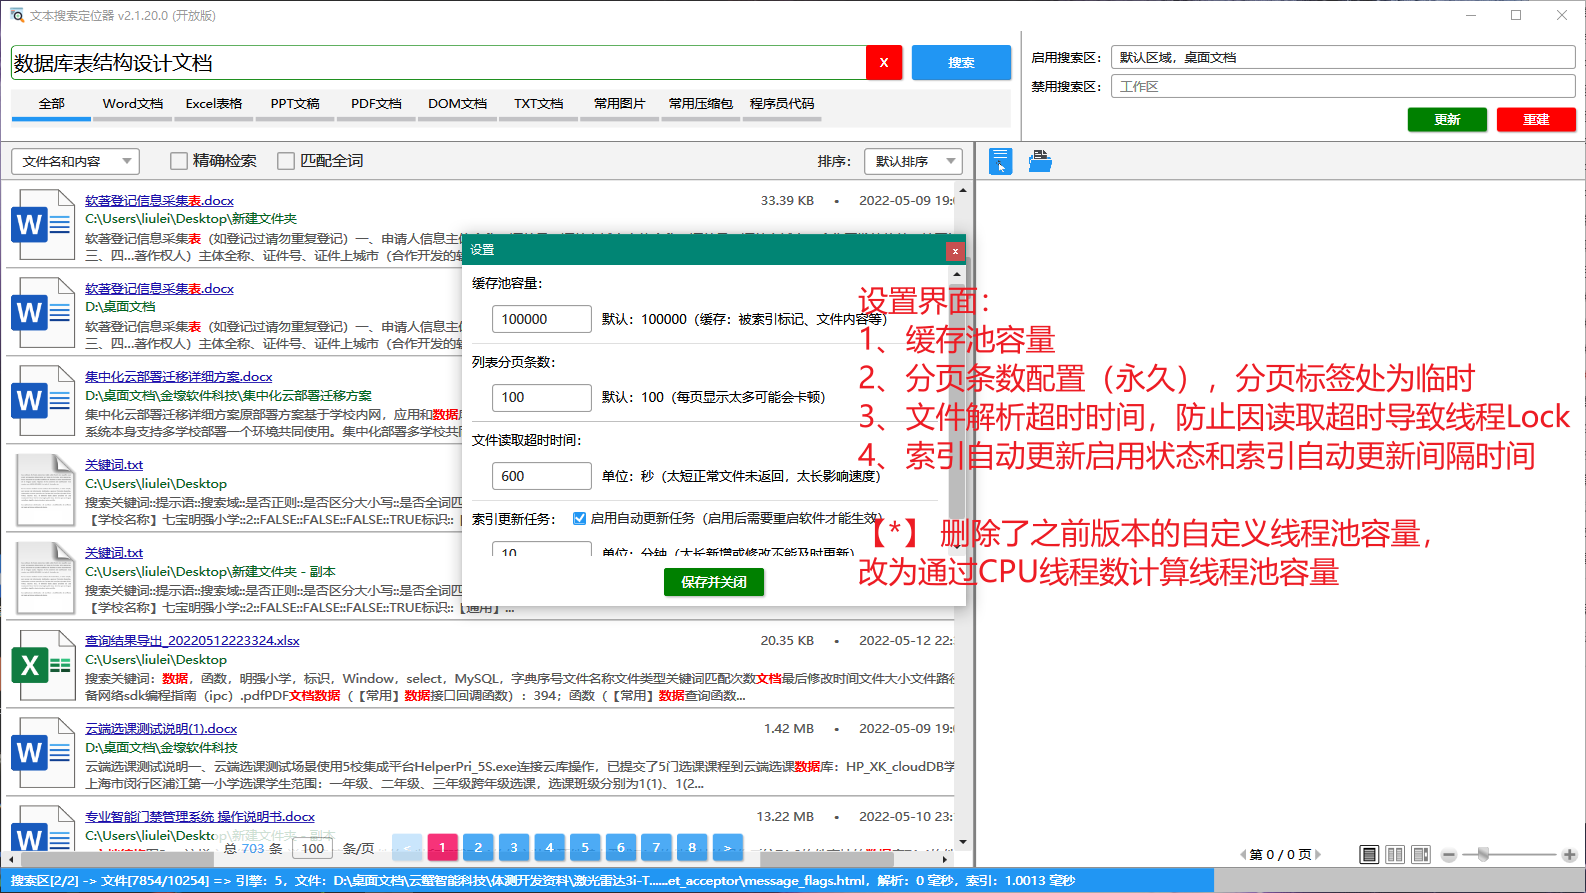 文本搜索定位器 v2.1.20.0 (开放版)
数据库表结构设计文档
X
搜索
启用搜索区：
默认区域，桌面文档
禁用搜索区：
工作区
更新
重建
全部
Word文档
Excel表格
PPT文稿
PDF文档
DOM文档
TXT文档
常用图片
常用压缩包
程序员代码
文件名和内容
精确检索
匹配全词
排序：
默认排序
软著登记信息采集表.docx
33.39 KB
2022-05-09 19:
C:\Users\liulei\Desktop\新建文件夹
软著登记信息采集表（如登记过请勿重复登记）一、申请人信息主
三、四...著作权人）主体全称、证件号、证件上城市（合作开发的
软著登记信息采集表.docx
D:\桌面文档
软著登记信息采集表（如登记过请勿重复登记）一、申请人信息主
三、四...著作权人）主体全称、证件号、证件上城市（合作开发的
集中化云部署迁移详细方案.docx
D:\桌面文档\金壕软件科技\集中化云部署迁移方案
集中化云部署迁移详细方案原部署方案基于学校内网，应用和数据
系统本身支持多学校部署一个环境共同使用。集中化部署多学校共
关键词.txt
C:\Users\liulei\Desktop
搜索关键词::提示语::搜索域::是否正则::是否区分大小写::是否全词
【学校名称】七宝明强小学::2::FALSE::FALSE::FALSE::TRUE标识::
关键词.txt
C:\Users\liulei\Desktop\新建文件夹 - 副本
搜索关键词::提示语::搜索域::是否正则::是否区分大小写::是否全词
【学校名称】七宝明强小学::2::FALSE::FALSE::FALSE::TRUE标识::【通用】...
查询结果导出_20220512223324.xlsx
20.35 KB
2022-05-12 22:
C:\Users\liulei\Desktop
搜索关键词：数据，函数，明强小学，标识，Window，select，MySQL，字典序号文件名称文件类型关键词匹配次数文档最后修改时间文件大小文件路
备网络sdk编程指南（ipc）.pdfPDF文档数据（【常用】数据接口回调函数）: 394；函数（【常用】数据查询函数...
云端选课测试说明(1).docx
1.42 MB
2022-05-09 19:
D:\桌面文档\金壕软件科技
云端选课测试说明一、云端选课测试场景使用5校集成平台HelperPri_5S.exe连接云库操作，已提交了5门选课课程到云端选课数据库：HP_XK_cloudDB学
上海市闵行区浦江第一小学选课学生范围：一年级、二年级、三年级跨年级选课，选课班级分别为1(1)、1(2...
专业智能门禁管理系统 操作说明书.docx
13.22 MB
2022-05-10 23:
C:\Users\liulei\Desktop\新建文件夹 - 副本
总 703 条
100
条/页
<
1
2
3
4
5
6
7
8
>
设置
x
缓存池容量：
100000
默认：100000（缓存：被索引标记、文件内容等）
列表分页条数：
100
默认：100（每页显示太多可能会卡顿）
文件读取超时时间：
600
单位：秒（太短正常文件未返回，太长影响速度）
索引更新任务：
启用自动更新任务（启用后需要重启软件才能生效）
10
单位：分钟（太长新增或修改不能及时更新）
保存并关闭
设置界面：
1、缓存池容量
2、分页条数配置（永久），分页标签处为临时
3、文件解析超时时间，防止因读取超时导致线程Lock
4、索引自动更新启用状态和索引自动更新间隔时间
【*】 删除了之前版本的自定义线程池容量，
改为通过CPU线程数计算线程池容量
第 0 / 0 页
搜索区[2/2] -> 文件[7854/10254] => 引擎：5，文件：D:\桌面文档\云蟹智能科技\体测开发资料\激光雷达3i-T......et_acceptor\message_flags.html，解析：0 毫秒，索引：1.0013 毫秒